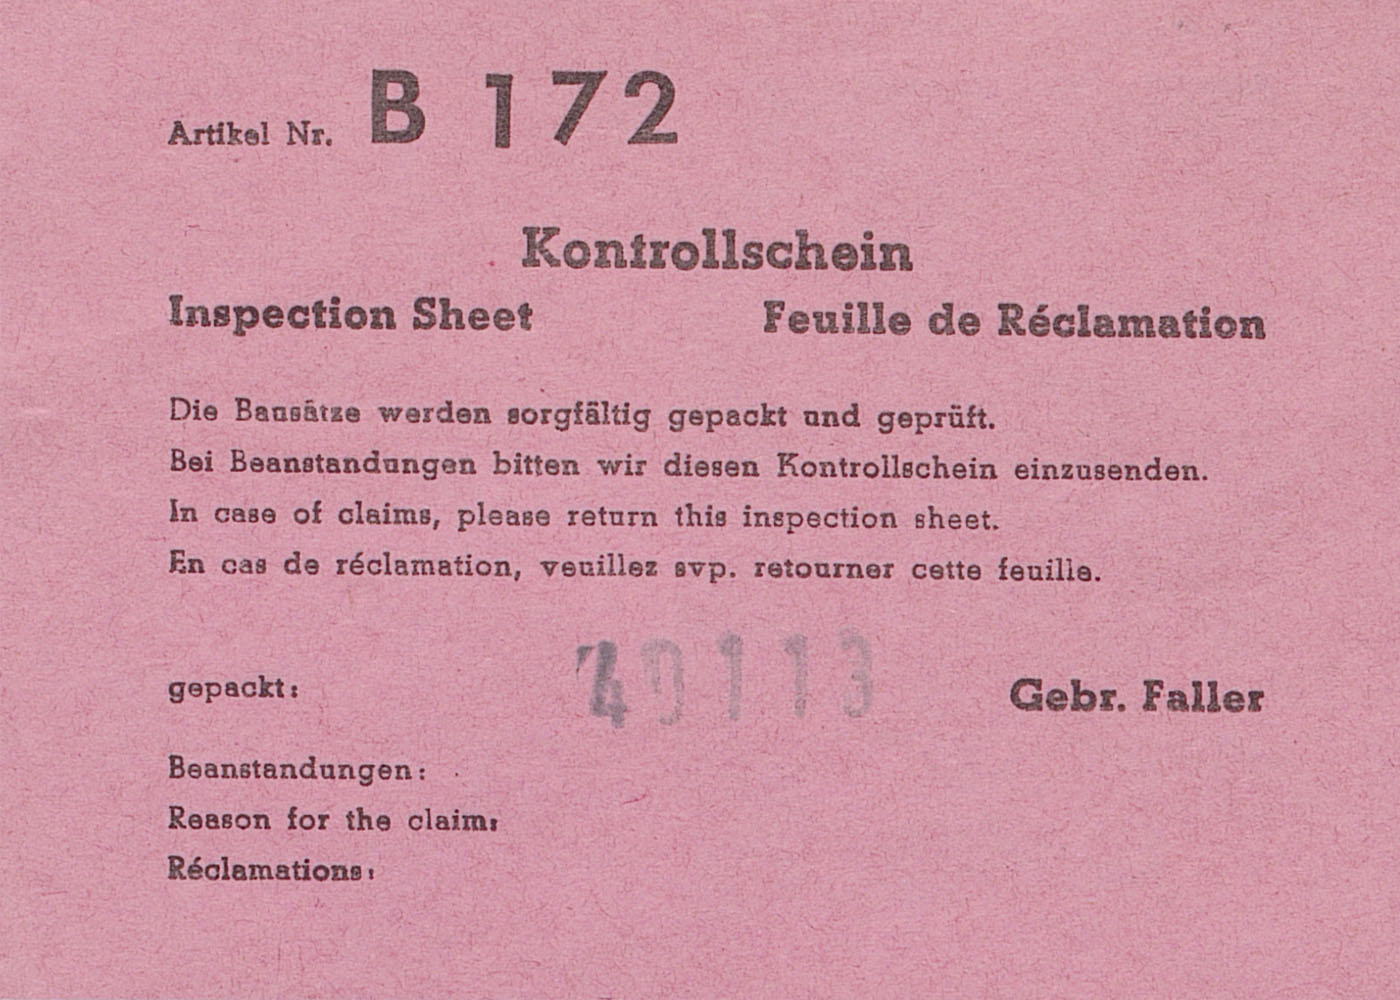 Artikel Nr. B 172
Kontrollschein
Inspection Sheet Feuille de Réclamation
Die Bausätze werden sorgfältig gepackt und geprüft.
Bei Beanstandungen bitten wir diesen Kontrollschein einzusenden.
In case of claims, please return this inspection sheet.
En cas de réclamation, veuillez svp. retourner cette feuille.
gepackt: Gebr. Faller
Beanstandungen:
Reason for the claim:
Réclamations: